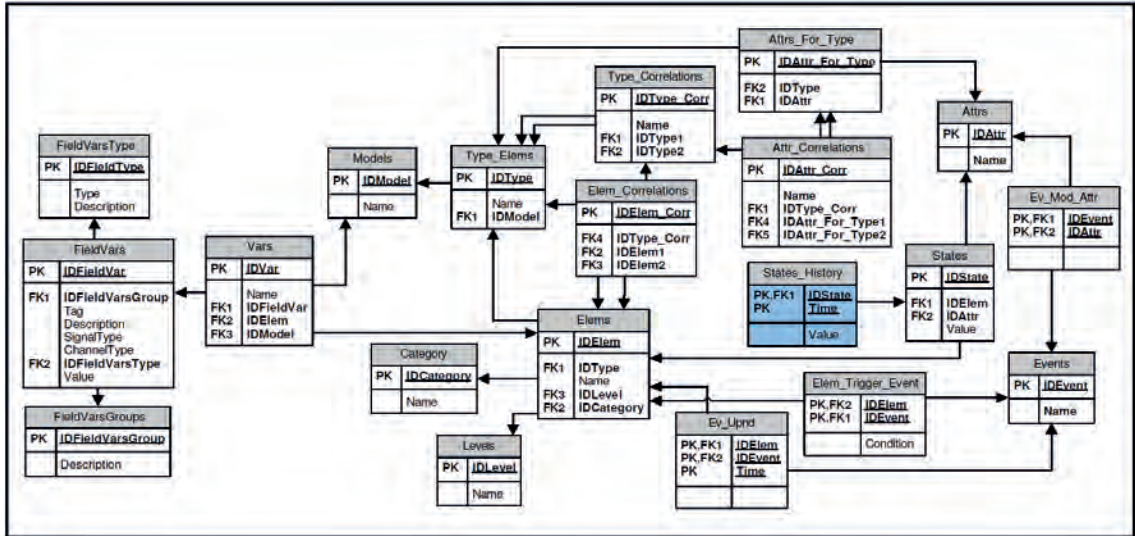 Attrs_For_Type
PK IDAttr_For_Type
FK2 IDType
FK1 IDAttr
Type_Correlations
PK IDType_Corr
Name
FK1 IDType1
FK2 IDType2
Attrs
PK IDAttr
Name
FieldVarsType
PK IDFieldType
Type
Description
Models
PK IDModel
Name
Type_Elems
PK IDType
Name
FK1 IDModel
Attr_Correlations
PK IDAttr_Corr
Name
FK1 IDType_Corr
FK4 IDAttr_For_Type1
FK5 IDAttr_For_Type2
Elem_Correlations
PK IDElem_Corr
FK4 IDType_Corr
FK2 IDElem1
FK3 IDElem2
Ev_Mod_Attr
PK,FK1 IDEvent
PK,FK2 IDAttr
FieldVars
PK IDFieldVar
FK1 IDFieldVarsGroup
Tag
Description
SignalType
ChannelType
FK2 IDFieldVarsType
Value
Vars
PK IDVar
Name
FK1 IDFieldVar
FK2 IDElem
FK3 IDModel
States_History
PK,FK1 IDState
PK Time
Value
States
PK IDState
FK1 IDElem
FK2 IDAttr
Value
Elems
PK IDElem
FK1 IDType
Name
FK3 IDLevel
FK2 IDCategory
Category
PK IDCategory
Name
Events
PK IDEvent
Name
Elem_Trigger_Event
PK,FK2 IDElem
PK,FK1 IDEvent
Condition
FieldVarsGroups
PK IDFieldVarsGroup
Description
Levels
PK IDLevel
Name
PK,FK1 IDElem
PK,FK2 IDEvent
PK Time